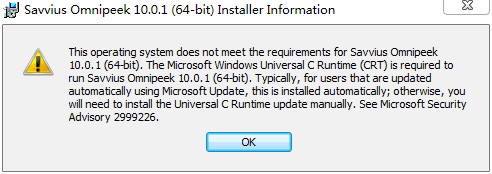 Savvius Omnipeek 10.0.1 (64-bit) Installer Information
This operating system does not meet the requirements for Savvius Omnipeek
10.0.1 (64-bit). The Microsoft Windows Universal C Runtime (CRT) is required to
run Savvius Omnipeek 10.0.1 (64-bit). Typically, for users that are updated
automatically using Microsoft Update, this is installed automatically; otherwise, you
will need to install the Universal C Runtime update manually. See Microsoft Security
Advisory 2999226.
OK